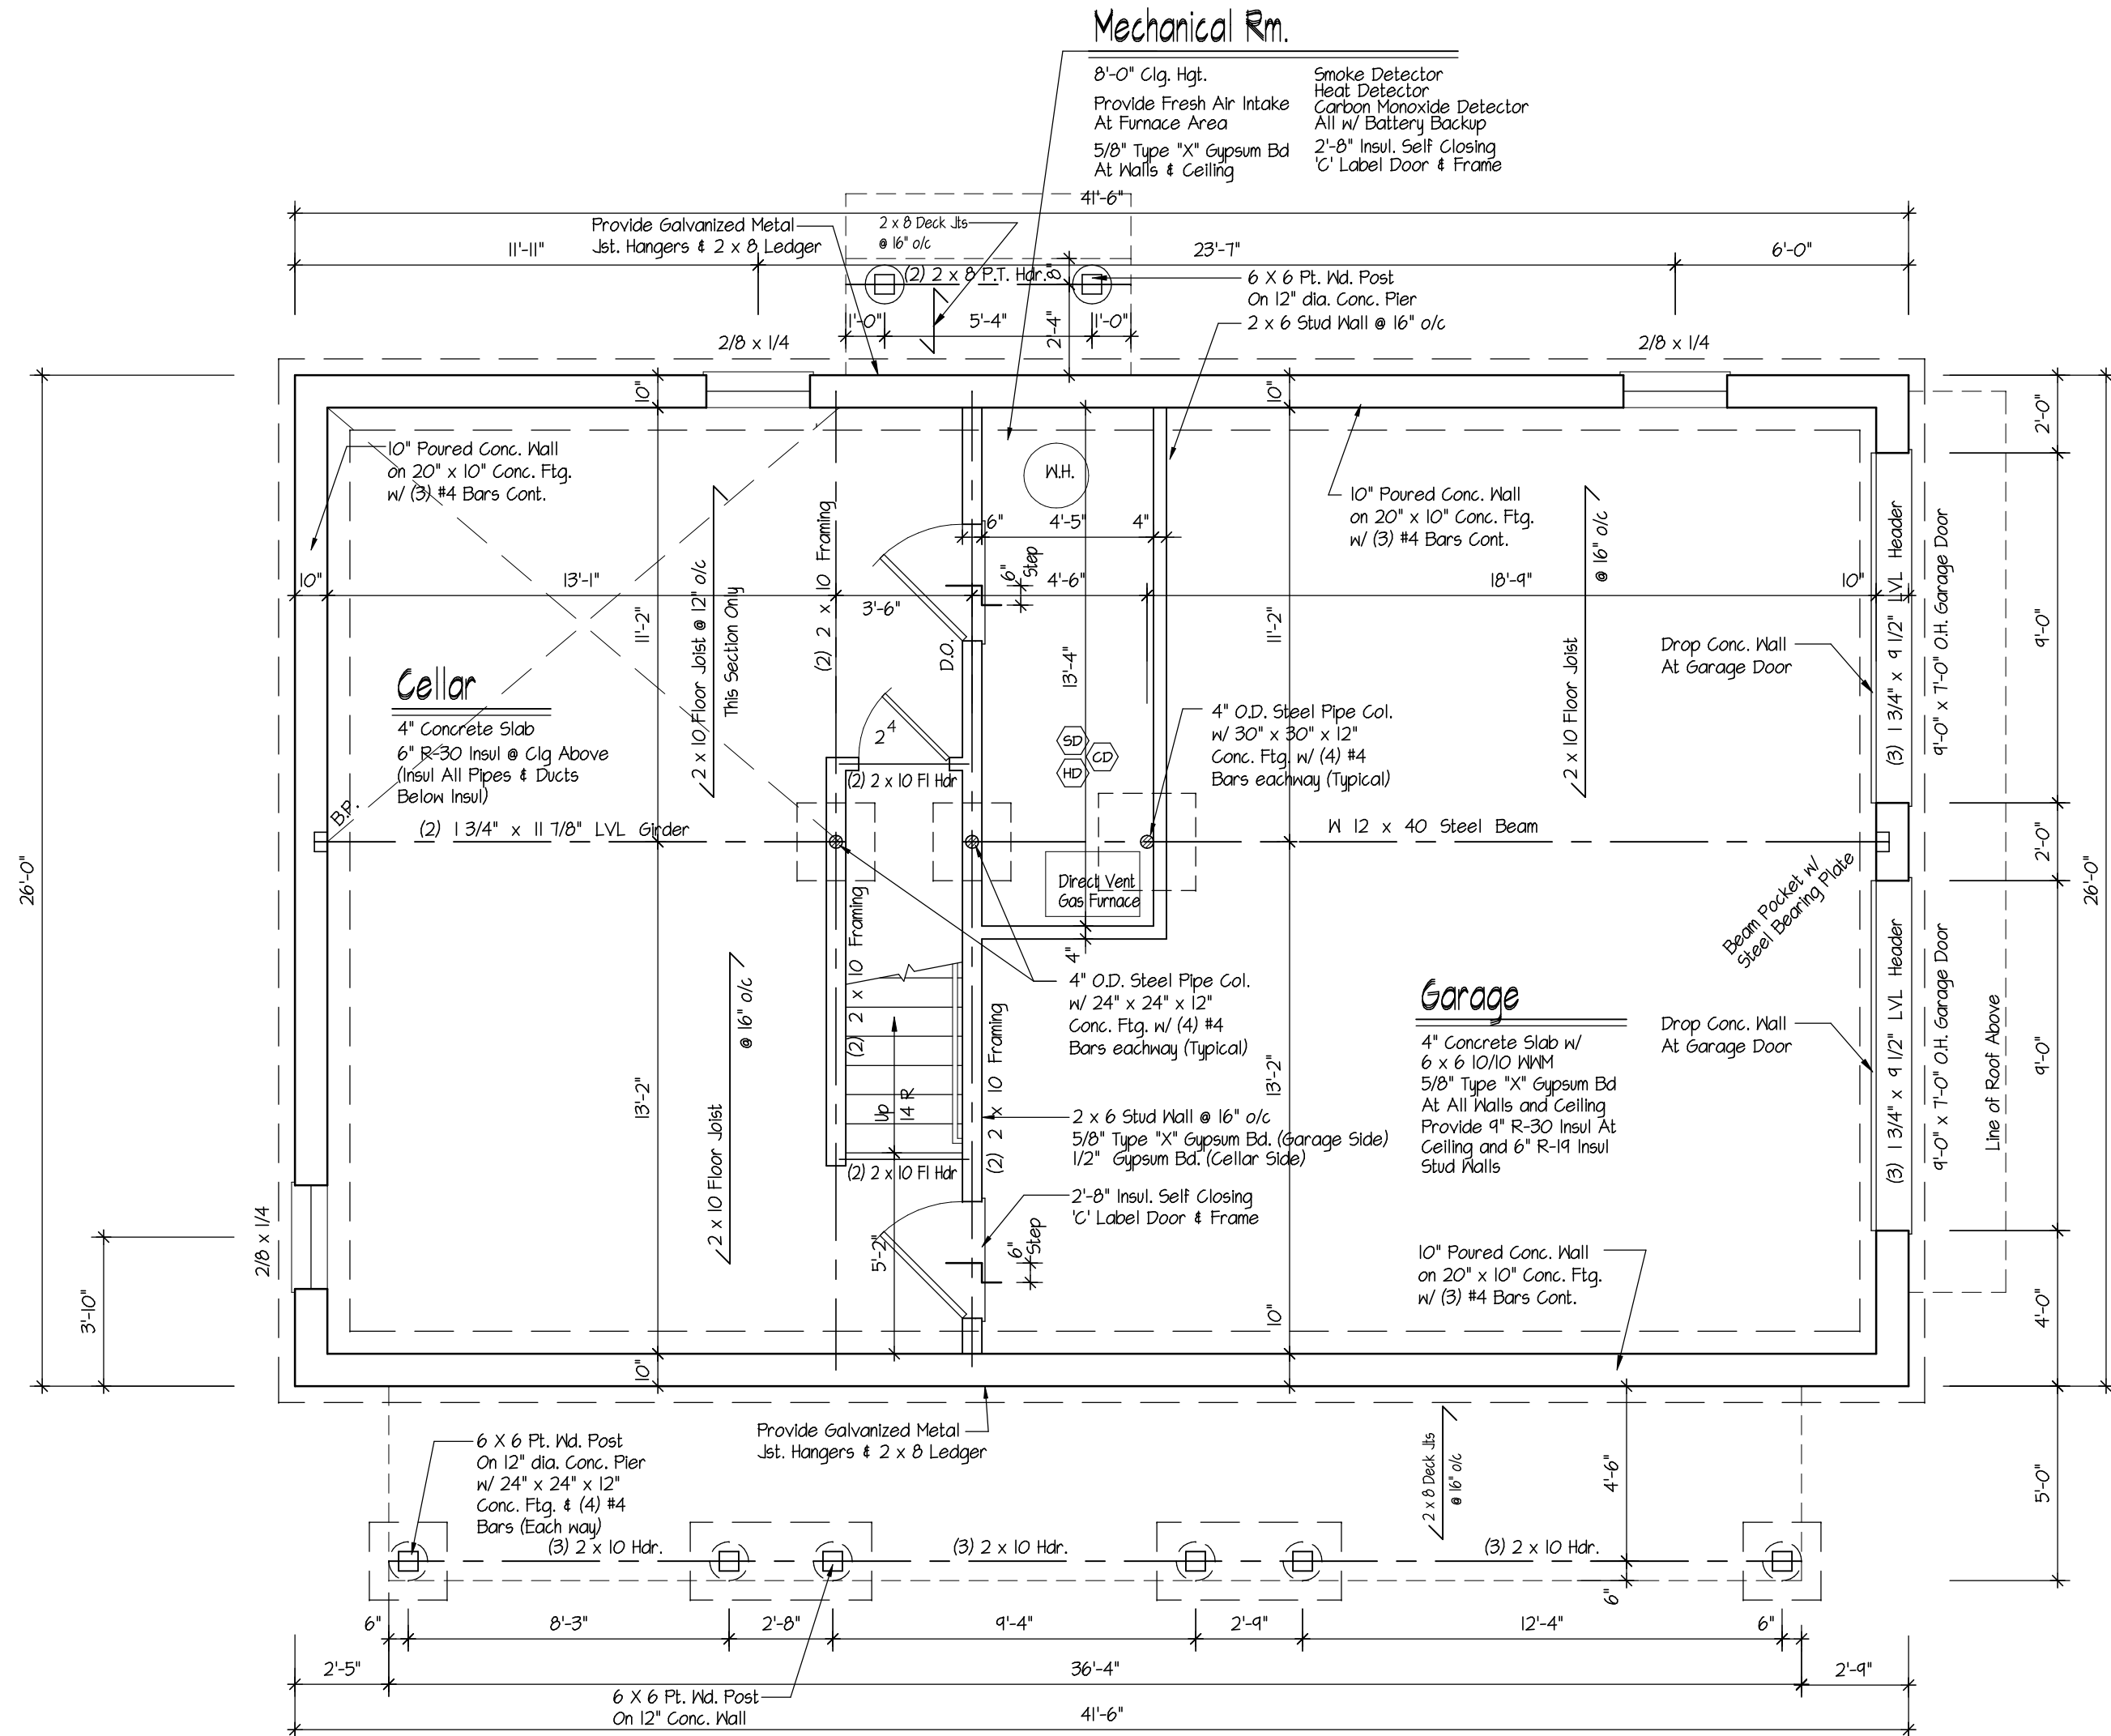 Mechanical Rm.
8'-0" Clg. Hgt.
Provide Fresh Air Intake
At Furnace Area
5/8" Type "X" Gypsum Bd
At Walls & Ceiling
Smoke Detector
Heat Detector
Carbon Monoxide Detector
All w/ Battery Backup
2'-8" Insul. Self Closing
'C' Label Door & Frame
41'-6"
Provide Galvanized Metal
Jst. Hangers & 2 x 8 Ledger
2 x 8 Deck Jts
@ 16" o/c
11'-11"
23'-7"
6'-0"
(2) 2 x 8 P.T. Hdr.
8"
6 X 6 Pt. Wd. Post
On 12" dia. Conc. Pier
2 x 6 Stud Wall @ 16" o/c
1'-0"
5'-4"
1'-0"
2'-4"
2/8 x 1/4
2/8 x 1/4
10"
10"
2'-0"
10" Poured Conc. Wall
on 20" x 10" Conc. Ftg.
w/ (3) #4 Bars Cont.
W.H.
10" Poured Conc. Wall
on 20" x 10" Conc. Ftg.
w/ (3) #4 Bars Cont.
6"
4'-5"
4"
6"
Step
10"
13'-1"
3'-6"
4'-6"
18'-9"
10"
11'-2"
11'-2"
2 x 10 Floor Joist @ 12" o/c
This Section Only
(2) 2 x 10 Framing
D.O.
13'-4"
2 x 10 Floor Joist
@ 16" o/c
(3) 1 3/4" x 9 1/2" LVL Header
9'-0" x 7'-0" O.H. Garage Door
9'-0"
Drop Conc. Wall
At Garage Door
Cellar
4" Concrete Slab
6" R-30 Insul @ Clg Above
(Insul All Pipes & Ducts
Below Insul)
2 4
(2) 2 x 10 Fl Hdr
SD
CD
HD
4" O.D. Steel Pipe Col.
w/ 30" x 30" x 12"
Conc. Ftg. w/ (4) #4
Bars eachway (Typical)
B.P.
(2) 1 3/4" x 11 7/8" LVL Girder
W 12 x 40 Steel Beam
2'-0"
26'-0"
26'-0"
Direct Vent
Gas Furnace
Beam Pocket w/
Steel Bearing Plate
4"
(2) 2 x 10 Framing
4" O.D. Steel Pipe Col.
w/ 24" x 24" x 12"
Conc. Ftg. w/ (4) #4
Bars eachway (Typical)
Garage
4" Concrete Slab w/
6 x 6 10/10 WWM
5/8" Type "X" Gypsum Bd
At All Walls and Ceiling
Provide 9" R-30 Insul At
Ceiling and 6" R-19 Insul
Stud Walls
Drop Conc. Wall
At Garage Door
(3) 1 3/4" x 9 1/2" LVL Header
9'-0" x 7'-0" O.H. Garage Door
Line of Roof Above
9'-0"
2 x 10 Floor Joist
@ 16" o/c
13'-2"
13'-2"
Up
14 R
(2) 2 x 10 Framing
2 x 6 Stud Wall @ 16" o/c
5/8" Type "X" Gypsum Bd. (Garage Side)
1/2" Gypsum Bd. (Cellar Side)
(2) 2 x 10 Fl Hdr
2'-8" Insul. Self Closing
'C' Label Door & Frame
5'-2"
6"
Step
2/8 x 1/4
3'-10"
10" Poured Conc. Wall
on 20" x 10" Conc. Ftg.
w/ (3) #4 Bars Cont.
4'-0"
10"
10"
Provide Galvanized Metal
Jst. Hangers & 2 x 8 Ledger
6 X 6 Pt. Wd. Post
On 12" dia. Conc. Pier
w/ 24" x 24" x 12"
Conc. Ftg. & (4) #4
Bars (Each way)
2 x 8 Deck Jts
@ 16" o/c
4'-6"
5'-0"
(3) 2 x 10 Hdr.
(3) 2 x 10 Hdr.
(3) 2 x 10 Hdr.
6"
6"
8'-3"
2'-8"
9'-4"
2'-9"
12'-4"
6"
2'-5"
36'-4"
2'-9"
6 X 6 Pt. Wd. Post
On 12" Conc. Wall
41'-6"